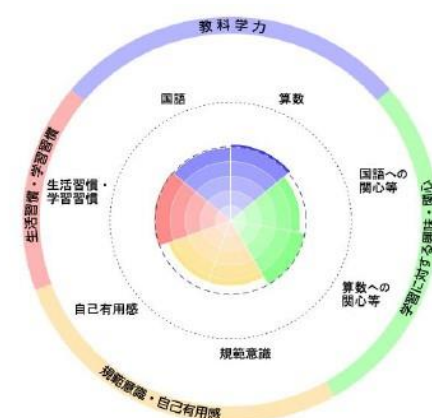 教科学力
国語
算数
生活習慣・学習習慣
生活習慣・
学習習慣
国語への
関心等
学習に対する興味・関心
算数への
関心等
自己有用感
規範意識
規範意識・自己有用感